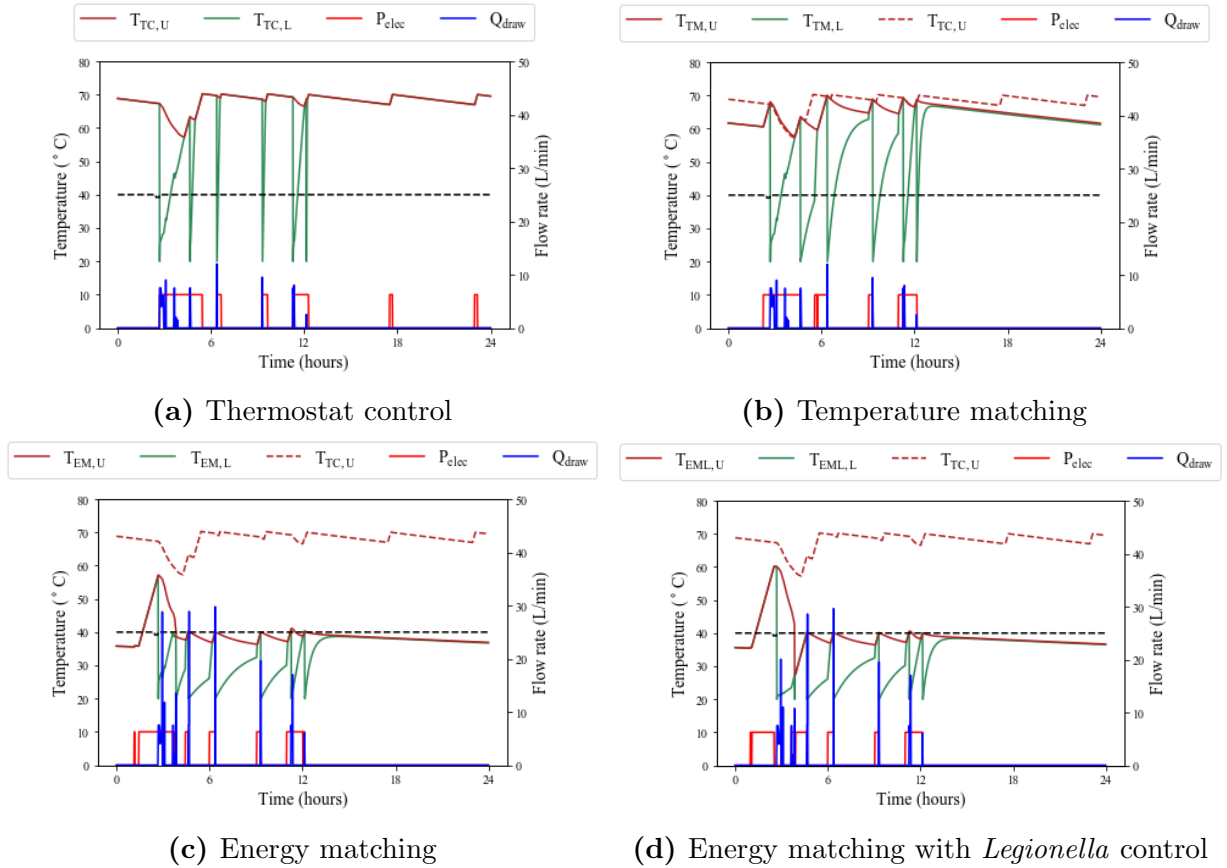 T_TC, U T_TC, L P_elec Q_draw
80
70
60
50
40
30
20
10
0
Temperature ( ° C)
50
40
30
20
10
0
Flow rate (L/min)
0 6 12 18 24
Time (hours)
(a) Thermostat control
T_TM, U T_TM, L T_TC, U P_elec Q_draw
80
70
60
50
40
30
20
10
0
Temperature ( ° C)
50
40
30
20
10
0
Flow rate (L/min)
0 6 12 18 24
Time (hours)
(b) Temperature matching
T_EM, U T_EM, L T_TC, U P_elec Q_draw
80
70
60
50
40
30
20
10
0
Temperature ( ° C)
50
40
30
20
10
0
Flow rate (L/min)
0 6 12 18 24
Time (hours)
(c) Energy matching
T_EML, U T_EML, L T_TC, U P_elec Q_draw
80
70
60
50
40
30
20
10
0
Temperature ( ° C)
50
40
30
20
10
0
Flow rate (L/min)
0 6 12 18 24
Time (hours)
(d) Energy matching with Legionella control